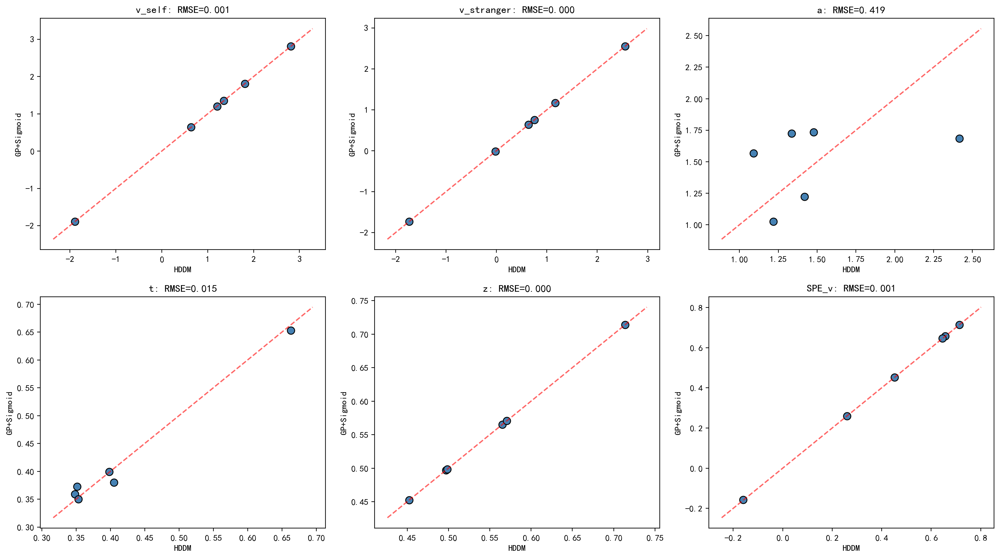 v_self: RMSE=0.001
3
2
1
0
−1
−2
GP+Sigmoid
−2 −1 0 1 2 3
HDDM
v_stranger: RMSE=0.000
3
2
1
0
−1
−2
GP+Sigmoid
−2 −1 0 1 2 3
HDDM
a: RMSE=0.419
2.50
2.25
2.00
1.75
1.50
1.25
1.00
GP+Sigmoid
1.00 1.25 1.50 1.75 2.00 2.25 2.50
HDDM
t: RMSE=0.015
0.70
0.65
0.60
0.55
0.50
0.45
0.40
0.35
0.30
GP+Sigmoid
0.30 0.35 0.40 0.45 0.50 0.55 0.60 0.65 0.70
HDDM
z: RMSE=0.000
0.75
0.70
0.65
0.60
0.55
0.50
0.45
GP+Sigmoid
0.45 0.50 0.55 0.60 0.65 0.70 0.75
HDDM
SPE_v: RMSE=0.001
0.8
0.6
0.4
0.2
0.0
−0.2
GP+Sigmoid
−0.2 0.0 0.2 0.4 0.6 0.8
HDDM